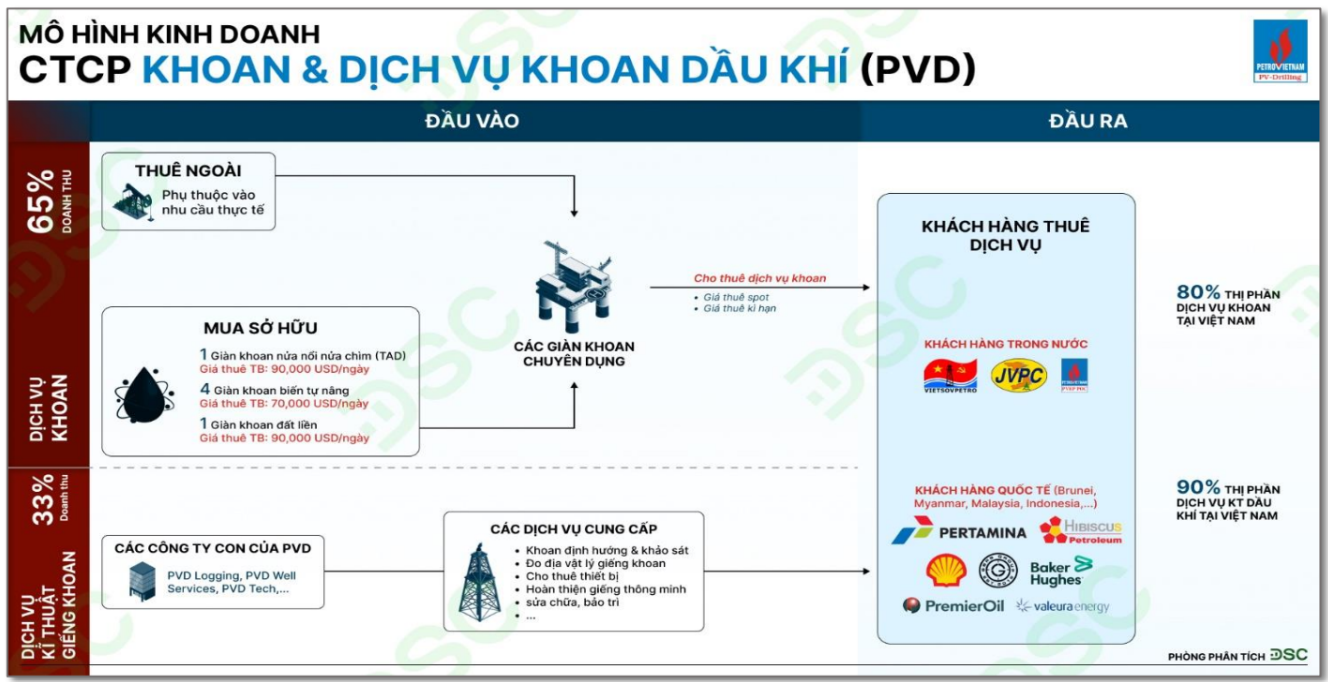 MÔ HÌNH KINH DOANH
CTCP KHOAN & DỊCH VỤ KHOAN DẦU KHÍ (PVD)
PETROVIETNAM
PV-Drilling
ĐẦU VÀO
ĐẦU RA
65%
DOANH THU
DỊCH VỤ
KHOAN
THUÊ NGOÀI
Phụ thuộc vào
nhu cầu thực tế
MUA SỞ HỮU
1 Giàn khoan nửa nổi nửa chìm (TAD)
Giá thuê TB: 90,000 USD/ngày
4 Giàn khoan biển tự nâng
Giá thuê TB: 70,000 USD/ngày
1 Giàn khoan đất liền
Giá thuê TB: 90,000 USD/ngày
CÁC GIÀN KHOAN
CHUYÊN DỤNG
Cho thuê dịch vụ khoan
• Giá thuê spot
• Giá thuê kì hạn
KHÁCH HÀNG THUÊ
DỊCH VỤ
KHÁCH HÀNG TRONG NƯỚC
VIETSOVPETRO
JVPC
PETROVIETNAM
PVEP POC
80% THỊ PHẦN
DỊCH VỤ KHOAN
TẠI VIỆT NAM
33%
Doanh thu
DỊCH VỤ
KĨ THUẬT
GIẾNG KHOAN
CÁC CÔNG TY CON CỦA PVD
PVD Logging, PVD Well
Services, PVD Tech,...
CÁC DỊCH VỤ CUNG CẤP
• Khoan định hướng & khảo sát
• Đo địa vật lý giếng khoan
• Cho thuê thiết bị
• Hoàn thiện giếng thông minh
• sửa chữa, bảo trì
• ...
KHÁCH HÀNG QUỐC TẾ (Brunei,
Myanmar, Malaysia, Indonesia,...)
PERTAMINA
HIBISCUS
Petroleum
Baker
Hughes
PremierOil
valeura energy
90% THỊ PHẦN
DỊCH VỤ KT DẦU
KHÍ TẠI VIỆT NAM
PHÒNG PHÂN TÍCH DSC